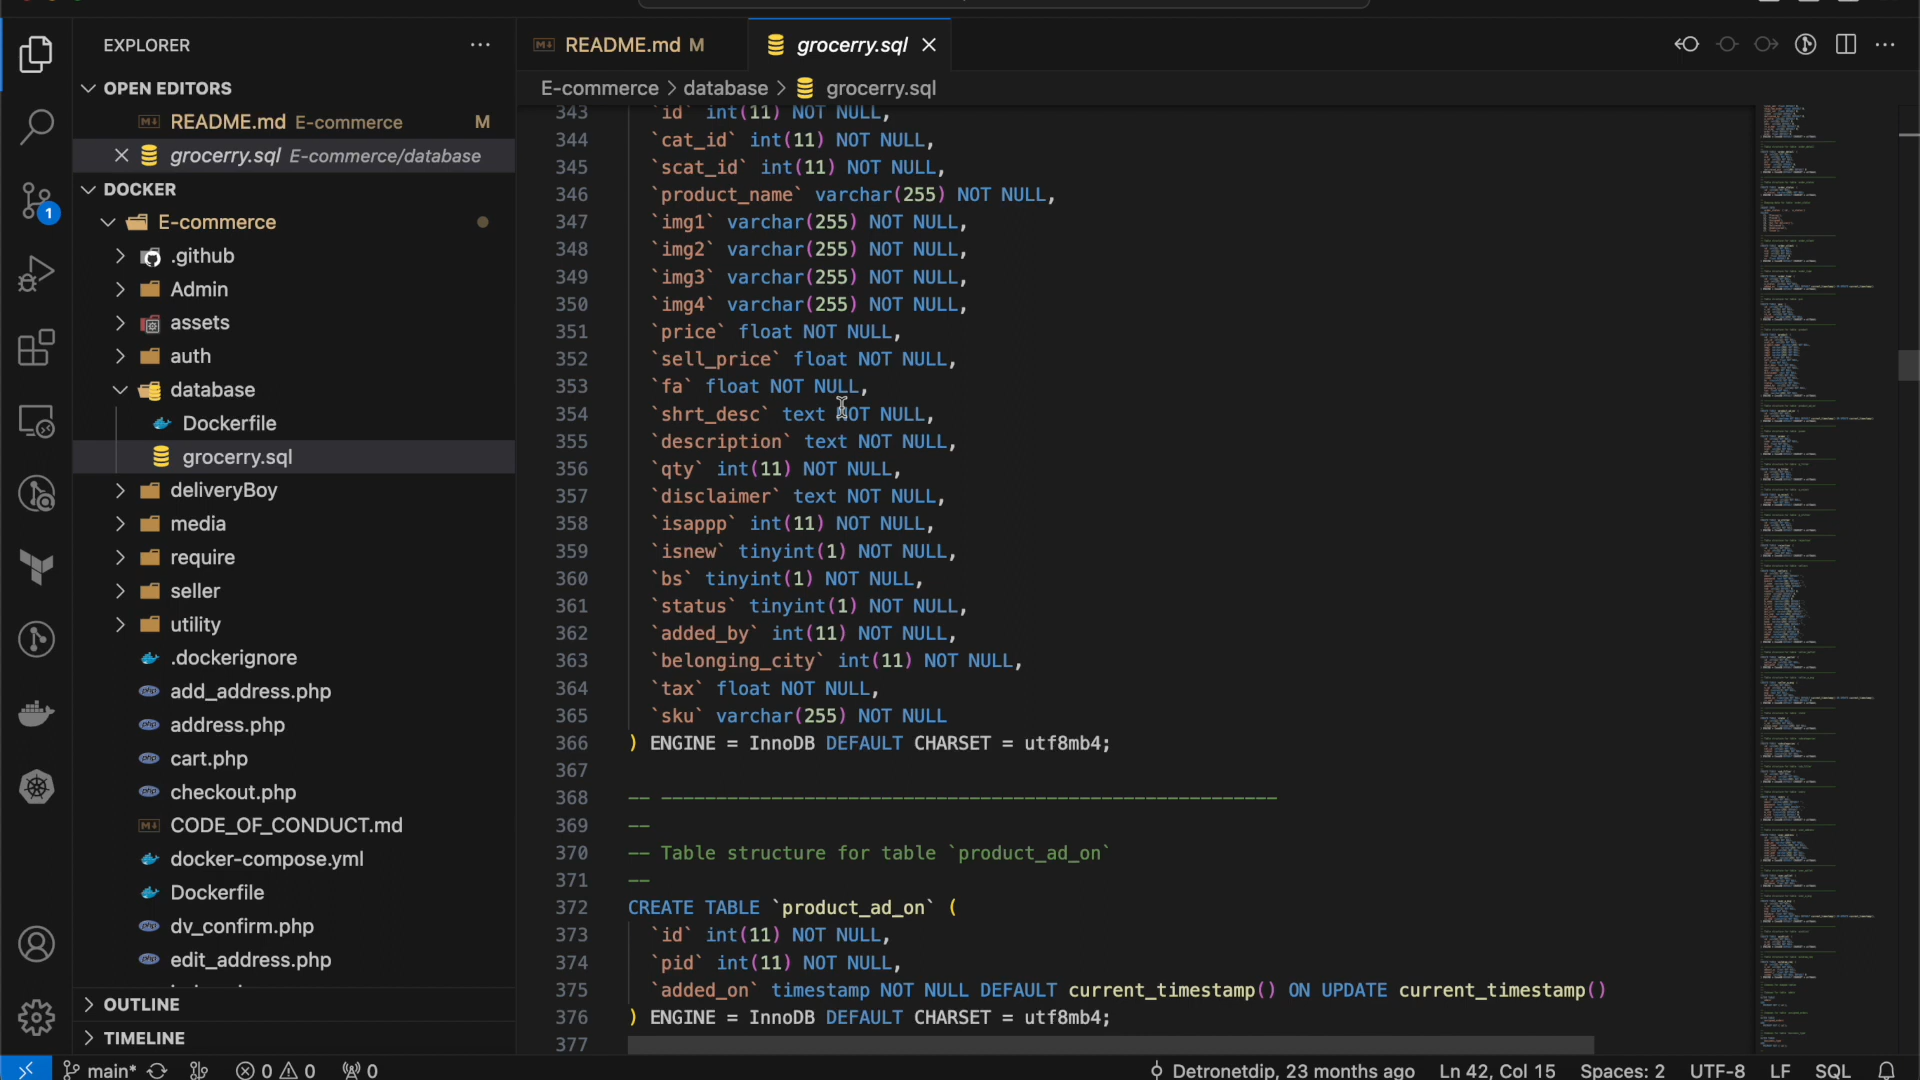 EXPLORER
OPEN EDITORS
README.md E-commerce M
grocerry.sql E-commerce/database
DOCKER
E-commerce
.github
Admin
assets
auth
database
Dockerfile
grocerry.sql
deliveryBoy
media
require
seller
utility
.dockerignore
add_address.php
address.php
cart.php
checkout.php
CODE_OF_CONDUCT.md
docker-compose.yml
Dockerfile
dv_confirm.php
edit_address.php
OUTLINE
TIMELINE
1
README.md M
grocerry.sql
E-commerce > database > grocerry.sql
343 `id` int(11) NOT NULL,
344 `cat_id` int(11) NOT NULL,
345 `scat_id` int(11) NOT NULL,
346 `product_name` varchar(255) NOT NULL,
347 `img1` varchar(255) NOT NULL,
348 `img2` varchar(255) NOT NULL,
349 `img3` varchar(255) NOT NULL,
350 `img4` varchar(255) NOT NULL,
351 `price` float NOT NULL,
352 `sell_price` float NOT NULL,
353 `fa` float NOT NULL,
354 `shrt_desc` text NOT NULL,
355 `description` text NOT NULL,
356 `qty` int(11) NOT NULL,
357 `disclaimer` text NOT NULL,
358 `isappp` int(11) NOT NULL,
359 `isnew` tinyint(1) NOT NULL,
360 `bs` tinyint(1) NOT NULL,
361 `status` tinyint(1) NOT NULL,
362 `added_by` int(11) NOT NULL,
363 `belonging_city` int(11) NOT NULL,
364 `tax` float NOT NULL,
365 `sku` varchar(255) NOT NULL
366 ) ENGINE = InnoDB DEFAULT CHARSET = utf8mb4;
367
368 -- --------------------------------------------------------
369 --
370 -- Table structure for table `product_ad_on`
371 --
372 CREATE TABLE `product_ad_on` (
373 `id` int(11) NOT NULL,
374 `pid` int(11) NOT NULL,
375 `added_on` timestamp NOT NULL DEFAULT current_timestamp() ON UPDATE current_timestamp()
376 ) ENGINE = InnoDB DEFAULT CHARSET = utf8mb4;
377
main* 0 0 0 Detronetdip, 23 months ago Ln 42, Col 15 Spaces: 2 UTF-8 LF SQL